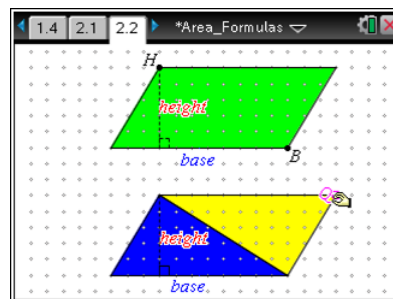 1.4 2.1 2.2 *Area_Formulas
H
height
base
B
height
base